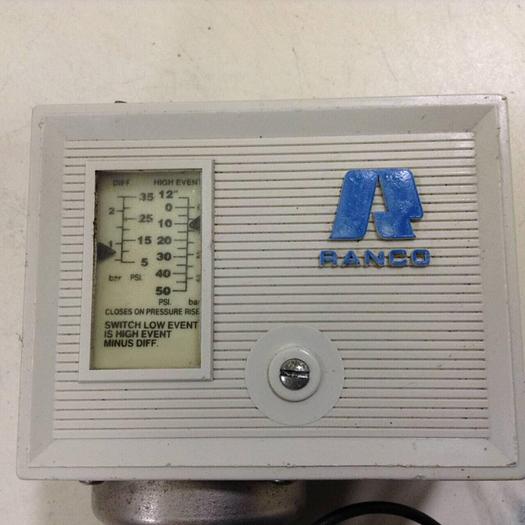 DIFF. HIGH EVENT
35 12"
2 0
25 10
15 20
1 30
5 40
bar PSI. 50
PSI. bar
CLOSES ON PRESSURE RISE
SWITCH LOW EVENT
IS HIGH EVENT
MINUS DIFF.
R
RANCO